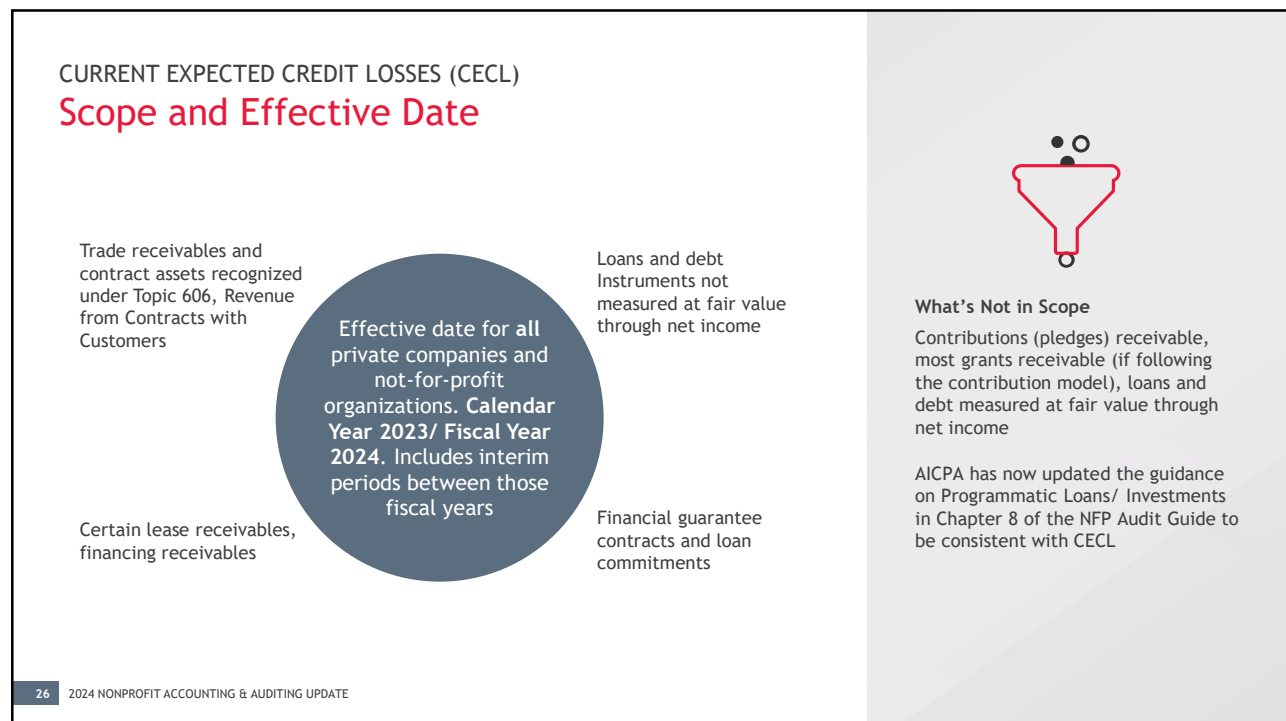 CURRENT EXPECTED CREDIT LOSSES (CECL)
Scope and Effective Date
Trade receivables and
contract assets recognized
under Topic 606, Revenue
from Contracts with
Customers
Loans and debt
Instruments not
measured at fair value
through net income
Effective date for all
private companies and
not-for-profit
organizations. Calendar
Year 2023/ Fiscal Year
2024. Includes interim
periods between those
fiscal years
Certain lease receivables,
financing receivables
Financial guarantee
contracts and loan
commitments
What's Not in Scope
Contributions (pledges) receivable,
most grants receivable (if following
the contribution model), loans and
debt measured at fair value through
net income
AICPA has now updated the guidance
on Programmatic Loans/ Investments
in Chapter 8 of the NFP Audit Guide to
be consistent with CECL
26 2024 NONPROFIT ACCOUNTING & AUDITING UPDATE